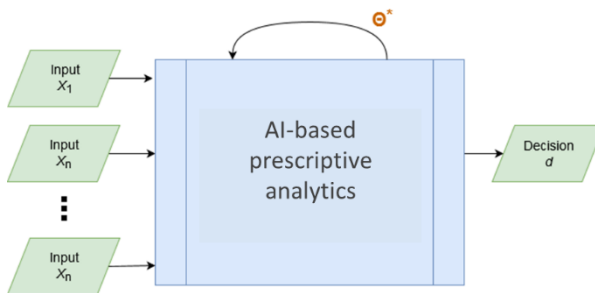 Θ*
Input
X1
Input
Xn
Input
Xn
AI-based
prescriptive
analytics
Decision
d